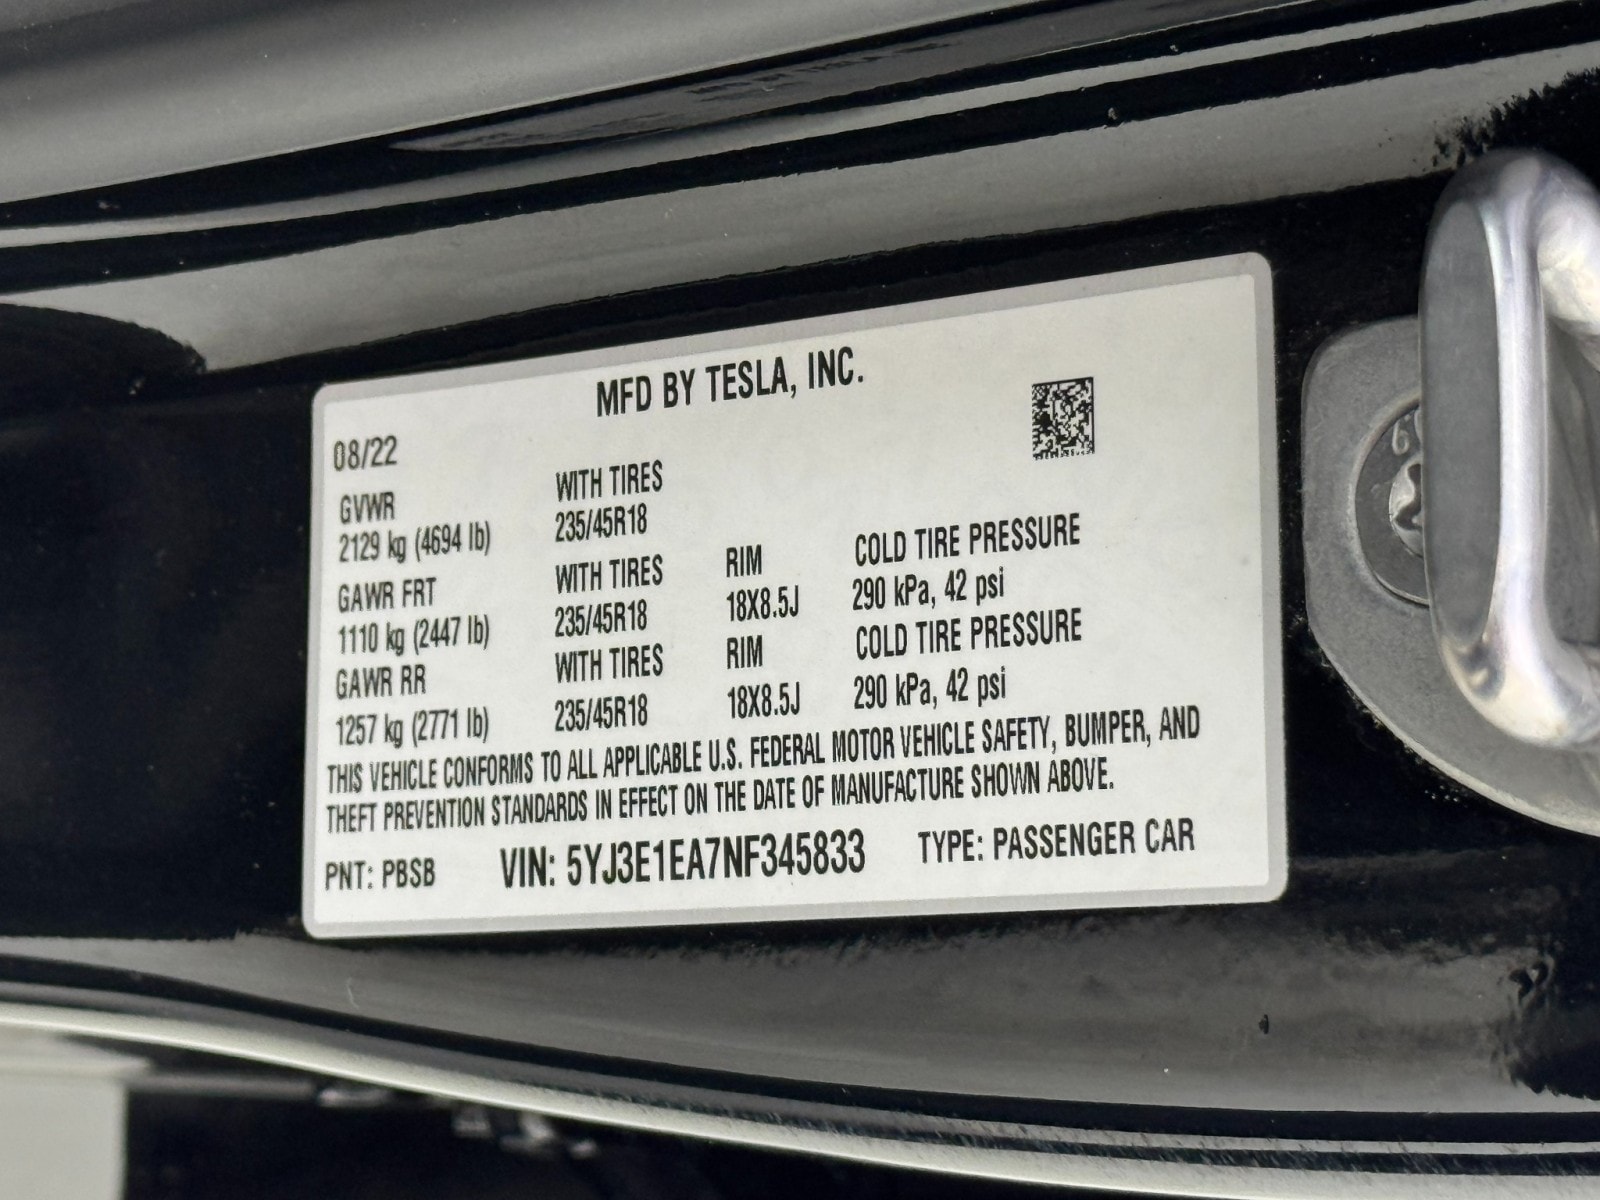 MFD BY TESLA, INC.
08/22
GVWR WITH TIRES
2129 kg (4694 lb) 235/45R18
GAWR FRT WITH TIRES RIM COLD TIRE PRESSURE
1110 kg (2447 lb) 235/45R18 18X8.5J 290 kPa, 42 psi
GAWR RR WITH TIRES RIM COLD TIRE PRESSURE
1257 kg (2771 lb) 235/45R18 18X8.5J 290 kPa, 42 psi
THIS VEHICLE CONFORMS TO ALL APPLICABLE U.S. FEDERAL MOTOR VEHICLE SAFETY, BUMPER, AND
THEFT PREVENTION STANDARDS IN EFFECT ON THE DATE OF MANUFACTURE SHOWN ABOVE.
PNT: PBSB VIN: 5YJ3E1EA7NF345833 TYPE: PASSENGER CAR